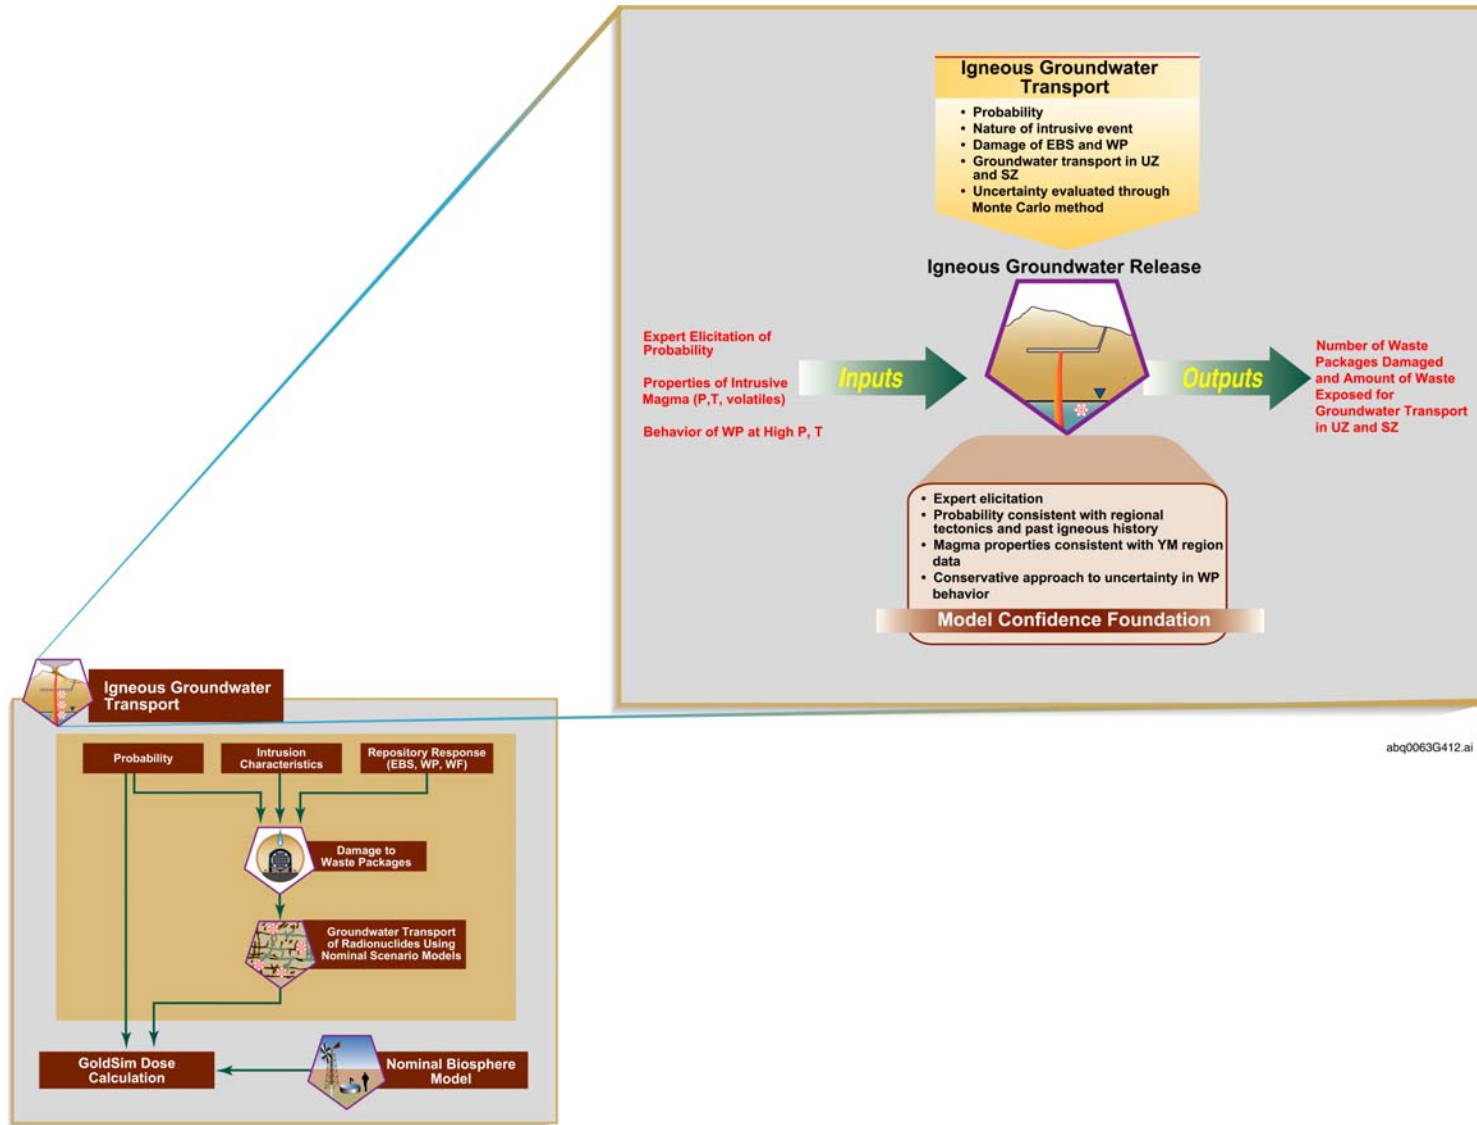 Igneous Groundwater
Transport
• Probability
• Nature of intrusive event
• Damage of EBS and WP
• Groundwater transport in UZ
and SZ
• Uncertainty evaluated through
Monte Carlo method
Igneous Groundwater Release
Expert Elicitation of
Probability
Properties of Intrusive
Magma (P,T, volatiles)
Behavior of WP at High P, T
Inputs
Outputs
Number of Waste
Packages Damaged
and Amount of Waste
Exposed for
Groundwater Transport
in UZ and SZ
• Expert elicitation
• Probability consistent with regional
tectonics and past igneous history
• Magma properties consistent with YM region
data
• Conservative approach to uncertainty in WP
behavior
Model Confidence Foundation
abq0063G412.ai
Igneous Groundwater
Transport
Probability
Intrusion
Characteristics
Repository Response
(EBS, WP, WF)
Damage to
Waste Packages
Groundwater Transport
of Radionuclides Using
Nominal Scenario Models
GoldSim Dose
Calculation
Nominal Biosphere
Model